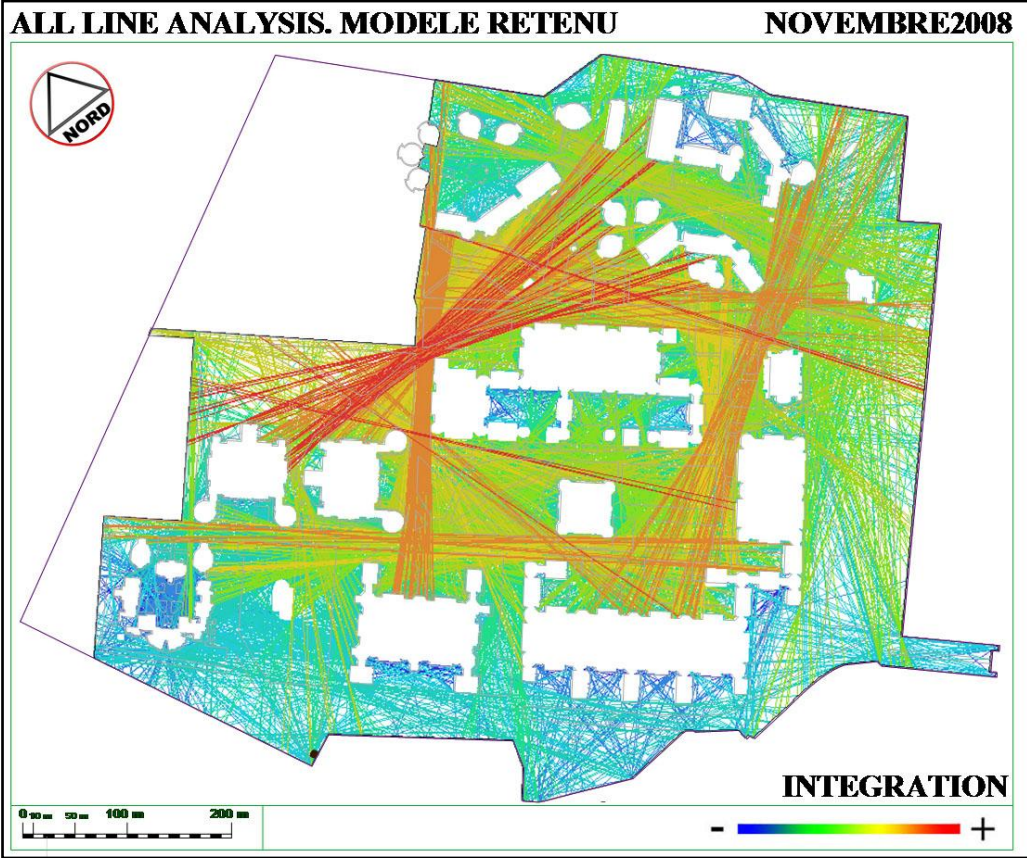 ALL LINE ANALYSIS. MODELE RETENU NOVEMBRE2008
NORD
INTEGRATION
0 10 m 50 m 100 m 200 m
- +